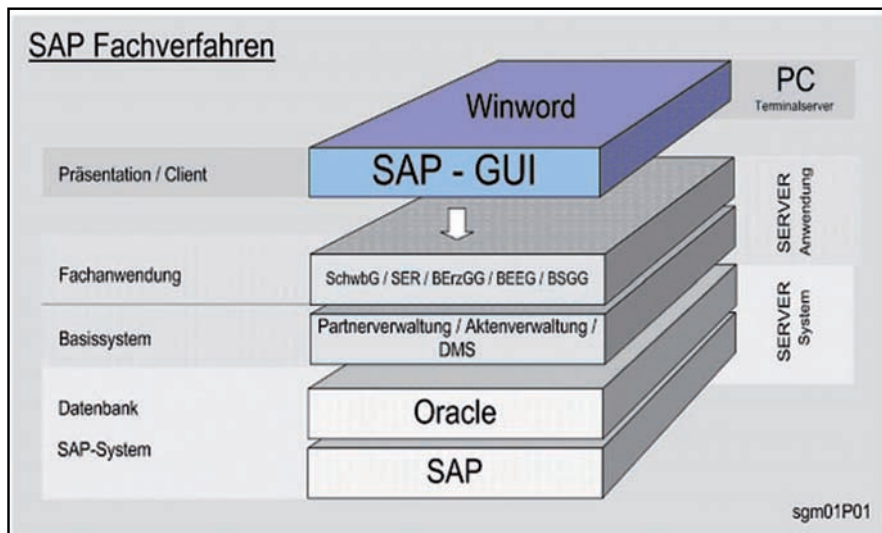 SAP Fachverfahren
Winword
PC
Terminalserver
Präsentation / Client
SAP - GUI
SERVER
Anwendung
Fachanwendung
SchwbG / SER / BErzGG / BEEG / BSGG
Basissystem
Partnerverwaltung / Aktenverwaltung /
DMS
SERVER
System
Datenbank
Oracle
SAP-System
SAP
sgm01P01